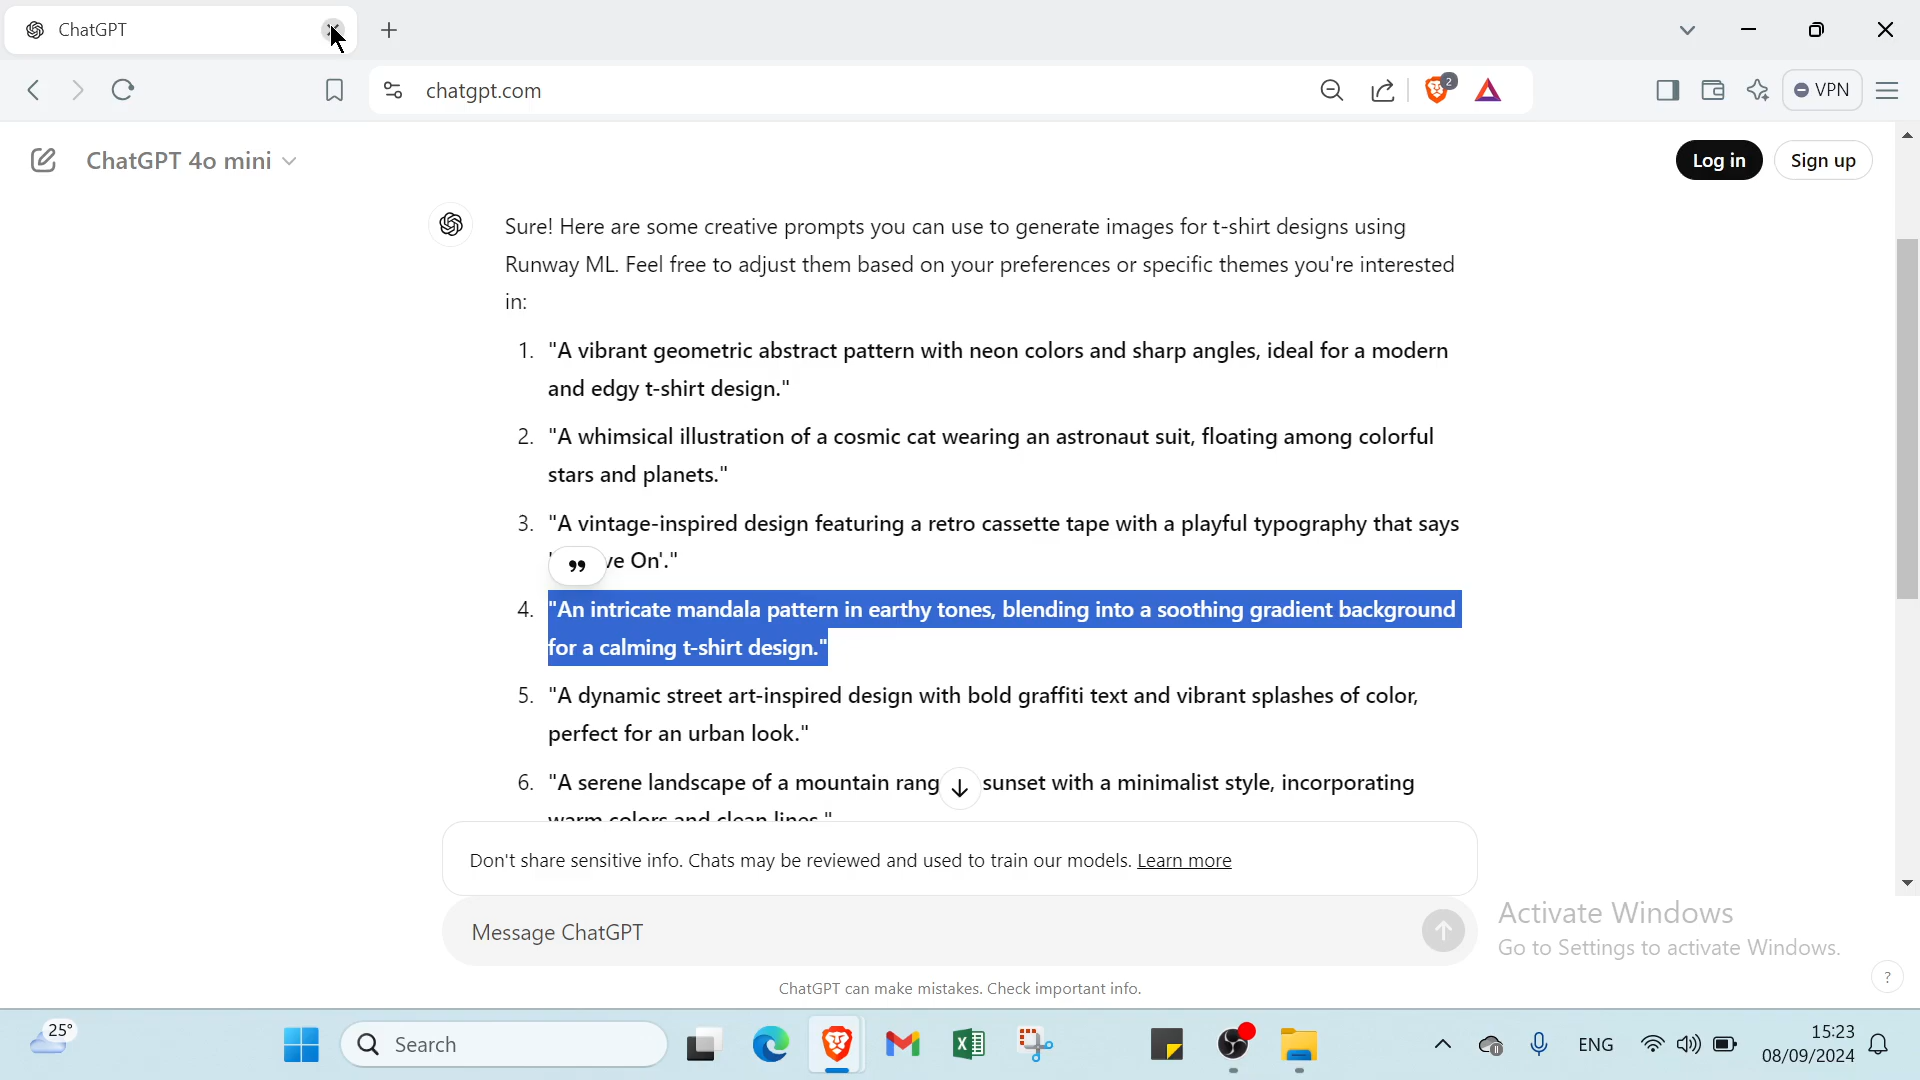 ChatGPT
chatgpt.com
2
VPN
ChatGPT 4o mini
Log in
Sign up
Sure! Here are some creative prompts you can use to generate images for t-shirt designs using
Runway ML. Feel free to adjust them based on your preferences or specific themes you're interested
in:
1. "A vibrant geometric abstract pattern with neon colors and sharp angles, ideal for a modern
and edgy t-shirt design."
2. "A whimsical illustration of a cosmic cat wearing an astronaut suit, floating among colorful
stars and planets."
3. "A vintage-inspired design featuring a retro cassette tape with a playful typography that says
ve On'."
4. "An intricate mandala pattern in earthy tones, blending into a soothing gradient background
for a calming t-shirt design."
5. "A dynamic street art-inspired design with bold graffiti text and vibrant splashes of color,
perfect for an urban look."
6. "A serene landscape of a mountain rang sunset with a minimalist style, incorporating
warm colors and clean lines."
Don't share sensitive info. Chats may be reviewed and used to train our models. Learn more
Message ChatGPT
Activate Windows
Go to Settings to activate Windows.
?
ChatGPT can make mistakes. Check important info.
25°
Search
ENG
15:23
08/09/2024